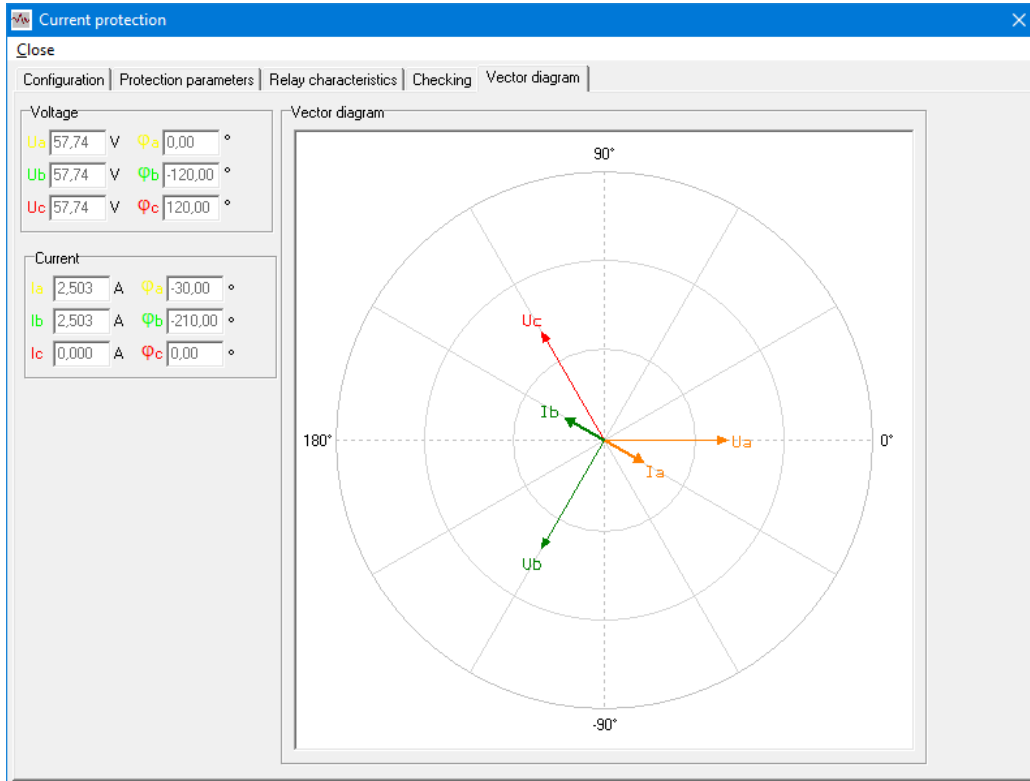 Current protection
Close
Configuration Protection parameters Relay characteristics Checking Vector diagram
Voltage
Ua 57,74 V φa 0,00 °
Ub 57,74 V φb -120,00 °
Uc 57,74 V φc 120,00 °
Current
Ia 2,503 A φa -30,00 °
Ib 2,503 A φb -210,00 °
Ic 0,000 A φc 0,00 °
Vector diagram
90°
Uc
Ib
180°
Ua
0°
Ia
Ub
-90°